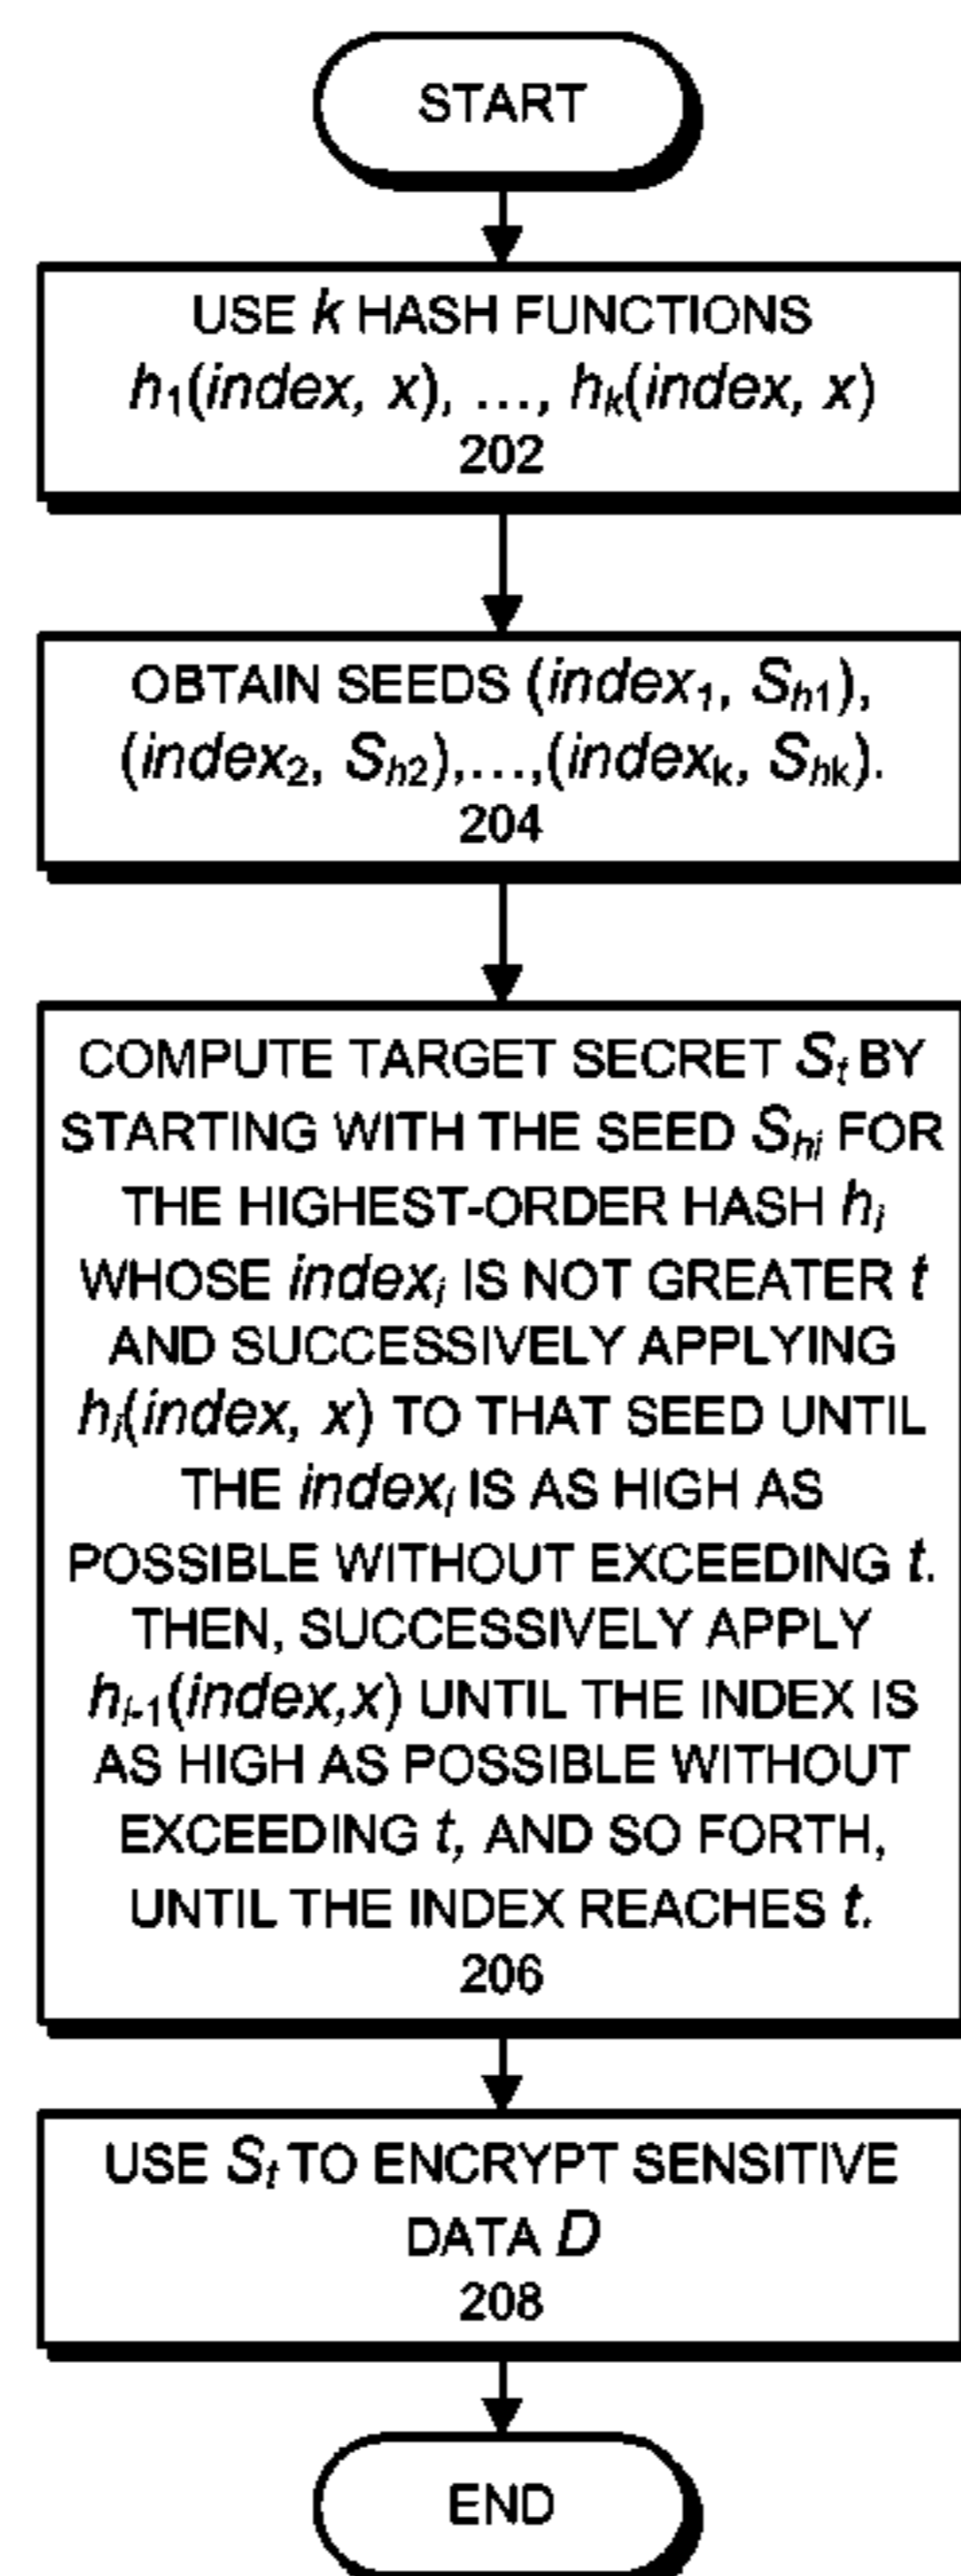 START
USE k HASH FUNCTIONS
h₁(index, x), ..., hₖ(index, x)
202
OBTAIN SEEDS (index₁, Sₕ₁),
(index₂, Sₕ₂),...,(indexₖ, Sₕₖ).
204
COMPUTE TARGET SECRET Sₜ BY
STARTING WITH THE SEED Sₕᵢ FOR
THE HIGHEST-ORDER HASH hᵢ
WHOSE indexᵢ IS NOT GREATER t
AND SUCCESSIVELY APPLYING
hᵢ(index, x) TO THAT SEED UNTIL
THE indexᵢ IS AS HIGH AS
POSSIBLE WITHOUT EXCEEDING t.
THEN, SUCCESSIVELY APPLY
hᵢ₋₁(index,x) UNTIL THE INDEX IS
AS HIGH AS POSSIBLE WITHOUT
EXCEEDING t, AND SO FORTH,
UNTIL THE INDEX REACHES t.
206
USE Sₜ TO ENCRYPT SENSITIVE
DATA D
208
END